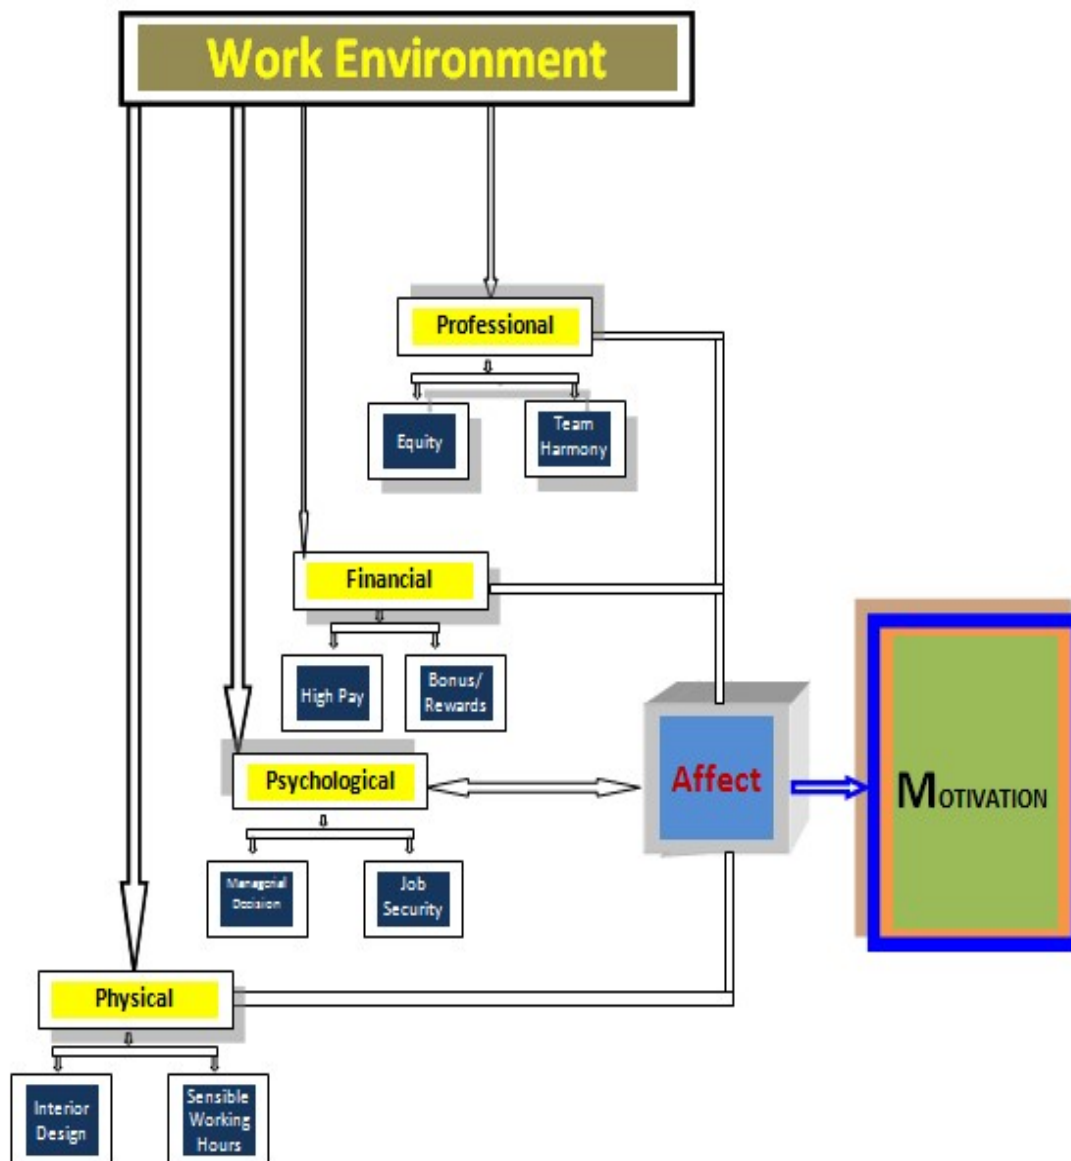 Work Environment
Professional
Equity
Team
Harmony
Financial
High Pay
Bonus/
Rewards
Psychological
Affect
MOTIVATION
Managerial
Decision
Job
Security
Physical
Interior
Design
Sensible
Working
Hours